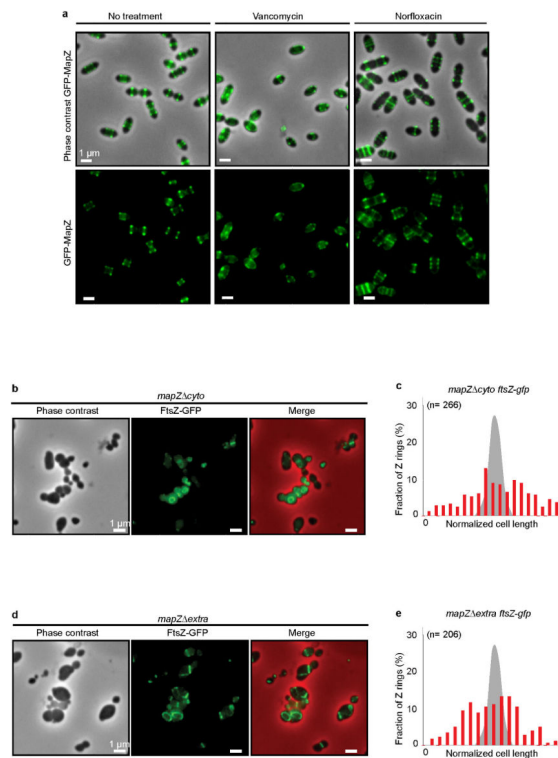 a
No treatment
Vancomycin
Norfloxacin
Phase contrast GFP-MapZ
1 µm
GFP-MapZ
b
mapZΔcyto
Phase contrast
FtsZ-GFP
Merge
1 µm
c
mapZΔcyto ftsZ-gfp
(n= 266)
30
20
10
0
Fraction of Z rings (%)
0
Normalized cell length
d
mapZΔextra
Phase contrast
FtsZ-GFP
Merge
1 µm
e
mapZΔextra ftsZ-gfp
(n= 206)
30
20
10
0
Fraction of Z rings (%)
0
Normalized cell length